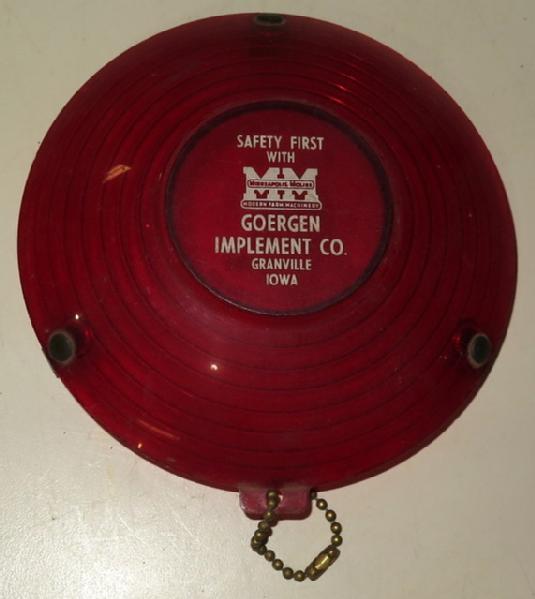 SAFETY FIRST
WITH
MM
MINNEAPOLIS MOLINE
MODERN FARM MACHINERY
GOERGEN
IMPLEMENT CO.
GRANVILLE
IOWA